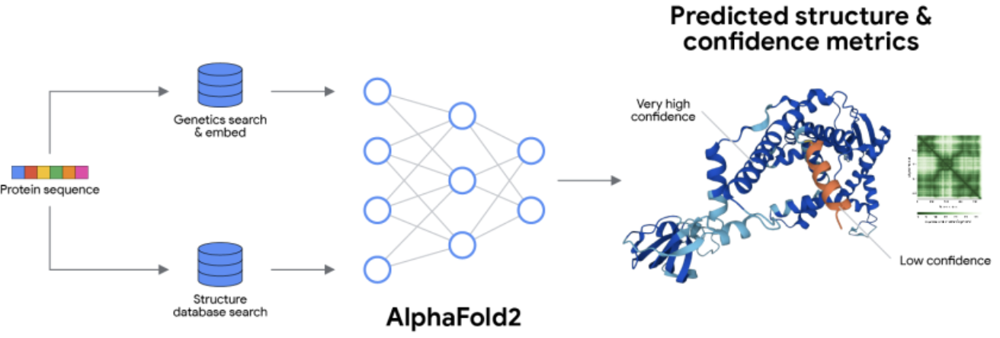 Predicted structure &
confidence metrics
Very high
confidence
Genetics search
& embed
Protein sequence
Low confidence
Structure
database search
AlphaFold2